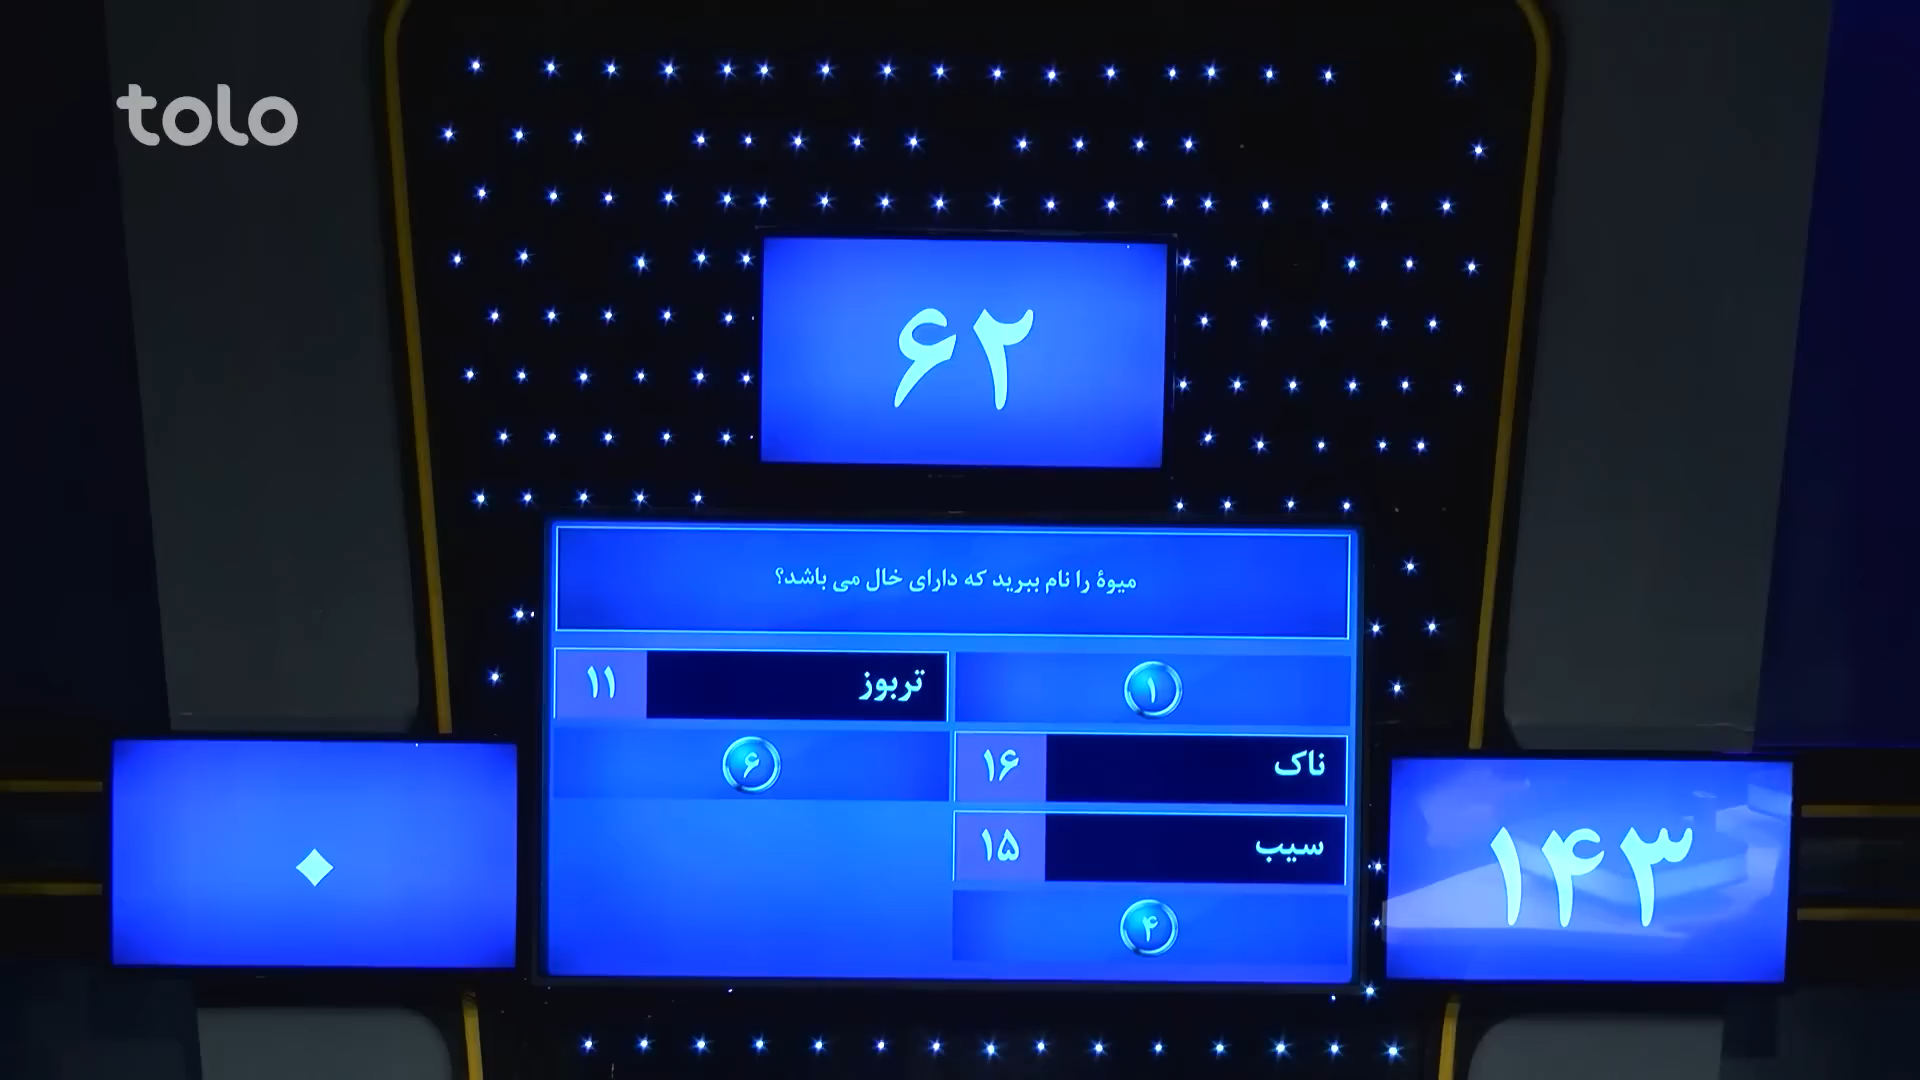 tolo
۶۲
میوهٔ را نام ببرید که دارای خال می باشد؟
۱
ناک ۱۶
سیب ۱۵
۴
تربوز ۱۱
۶
۱۴۳
۰